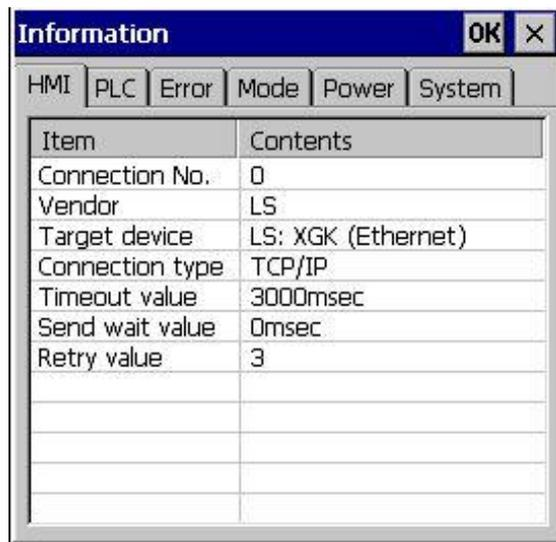 Information OK ×
HMI PLC Error Mode Power System
Item Contents
Connection No. 0
Vendor LS
Target device LS: XGK (Ethernet)
Connection type TCP/IP
Timeout value 3000msec
Send wait value 0msec
Retry value 3